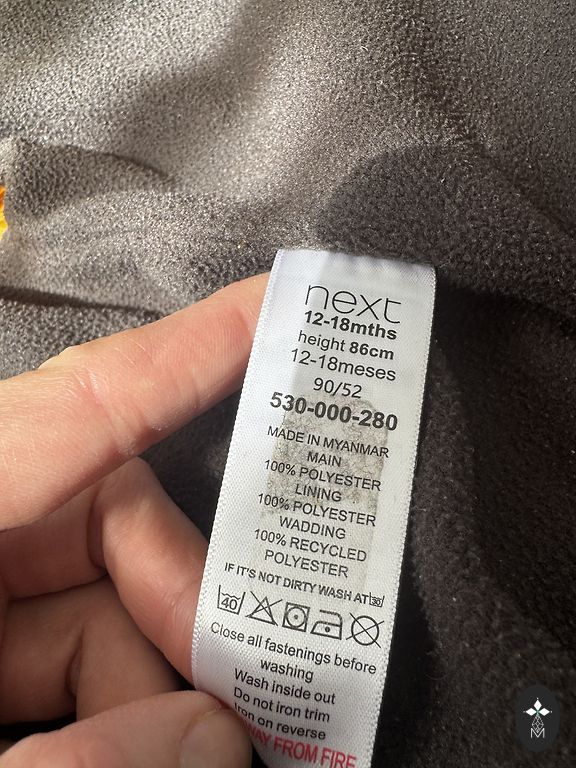 next
12-18mths
height 86cm
12-18meses
90/52
530-000-280
MADE IN MYANMAR
MAIN
100% POLYESTER
LINING
100% POLYESTER
WADDING
100% RECYCLED
POLYESTER
IF IT'S NOT DIRTY WASH AT 30
40
Close all fastenings before
washing
Wash inside out
Do not iron trim
Iron on reverse
AWAY FROM FIRE
M